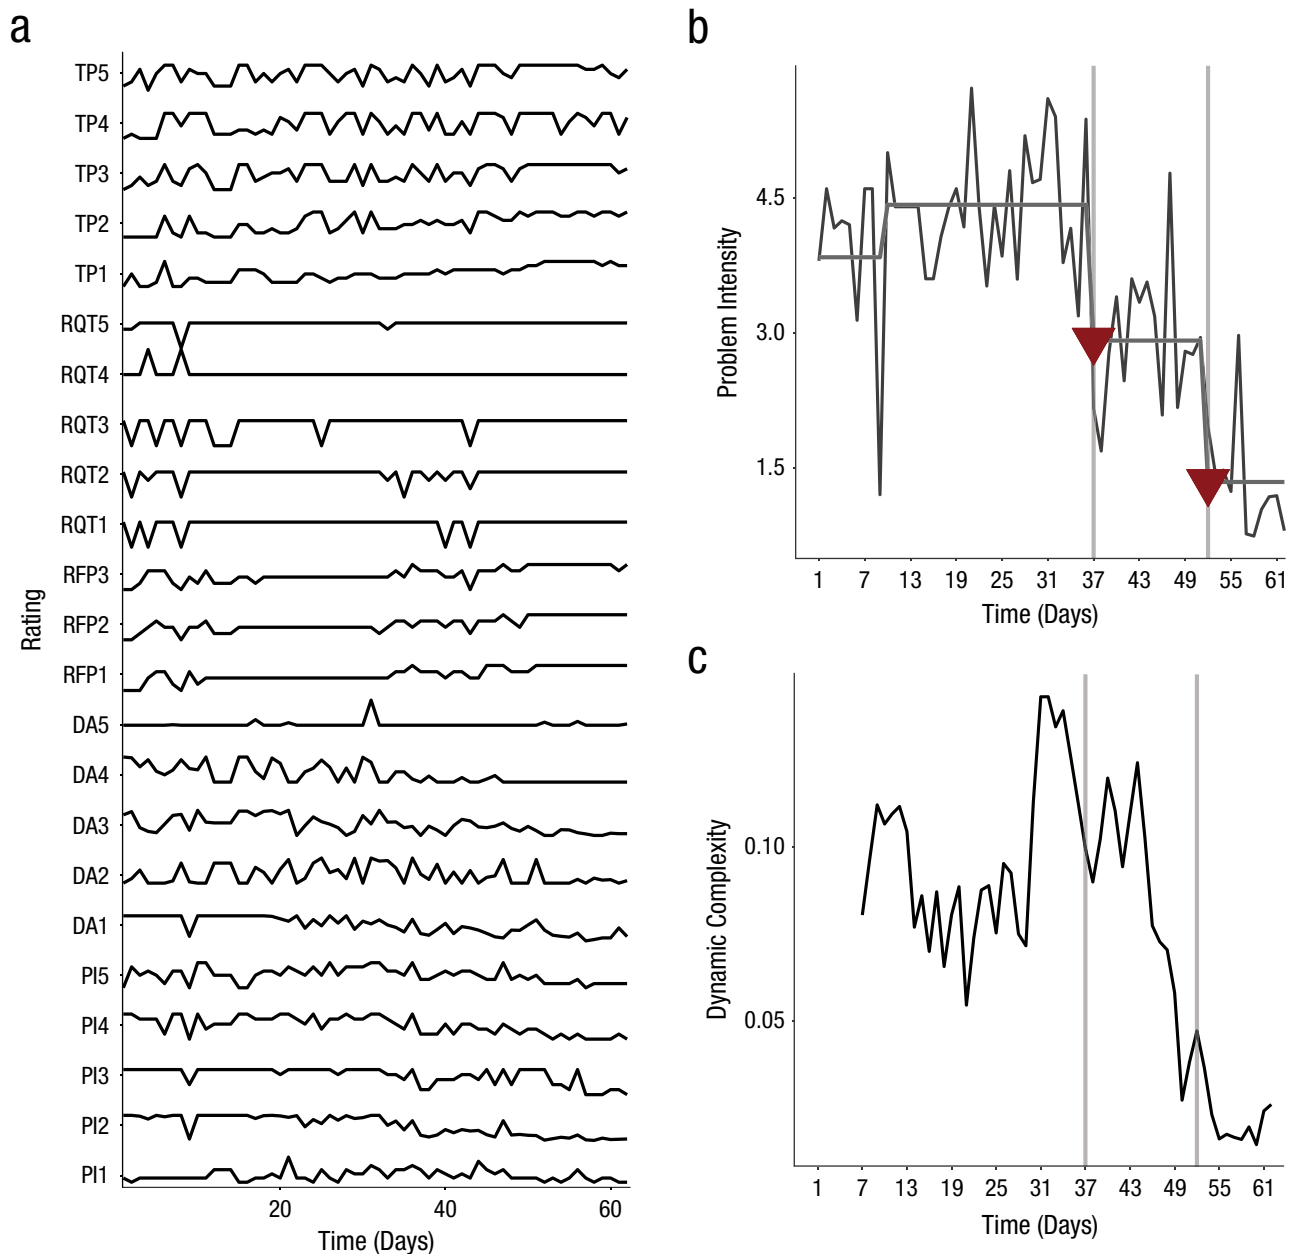 a
TP5
TP4
TP3
TP2
TP1
RQT5
RQT4
RQT3
RQT2
RQT1
RFP3
RFP2
RFP1
DA5
DA4
DA3
DA2
DA1
PI5
PI4
PI3
PI2
PI1
Rating
20 40 60
Time (Days)
b
4.5
3.0
1.5
Problem Intensity
1 7 13 19 25 31 37 43 49 55 61
Time (Days)
c
0.10
0.05
Dynamic Complexity
1 7 13 19 25 31 37 43 49 55 61
Time (Days)